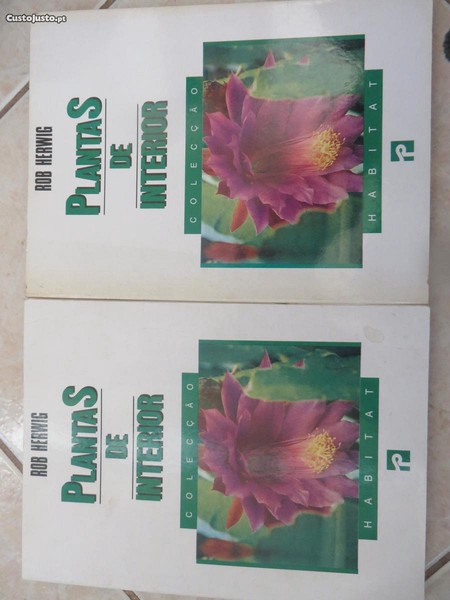 CustoJusto.pt
ROB HERWIG
PLANTAS
DE
INTERIOR
COLECÇÃO
HABITAT
P
ROB HERWIG
PLANTAS
DE
INTERIOR
COLECÇÃO
HABITAT
P